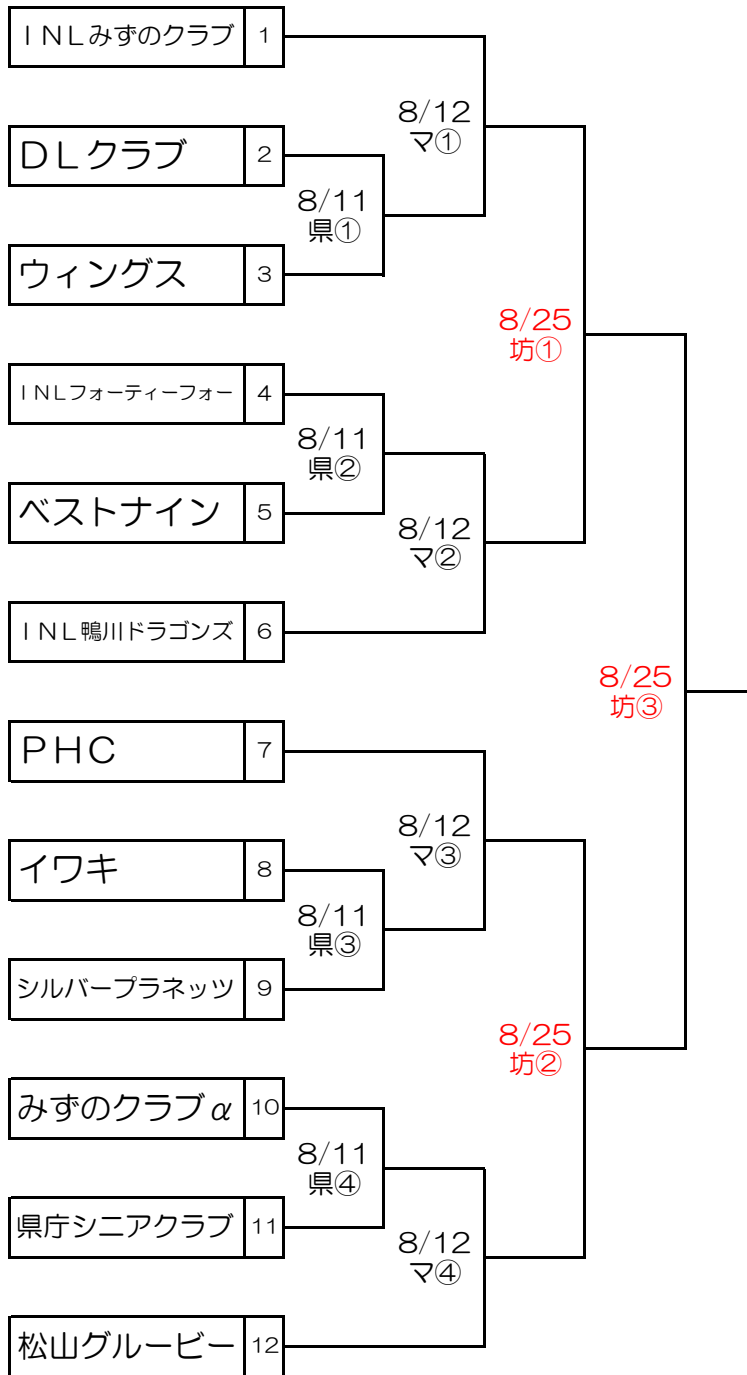 ＩＮＬみずのクラブ 1
8/12
マ①
ＤＬクラブ 2
8/11
県①
ウィングス 3
8/25
坊①
ＩＮＬフォーティーフォー 4
8/11
県②
ベストナイン 5
8/12
マ②
ＩＮＬ鴨川ドラゴンズ 6
8/25
坊③
ＰＨＣ 7
8/12
マ③
イワキ 8
8/11
県③
シルバープラネッツ 9
8/25
坊②
みずのクラブα 10
8/11
県④
県庁シニアクラブ 11
8/12
マ④
松山グルービー 12